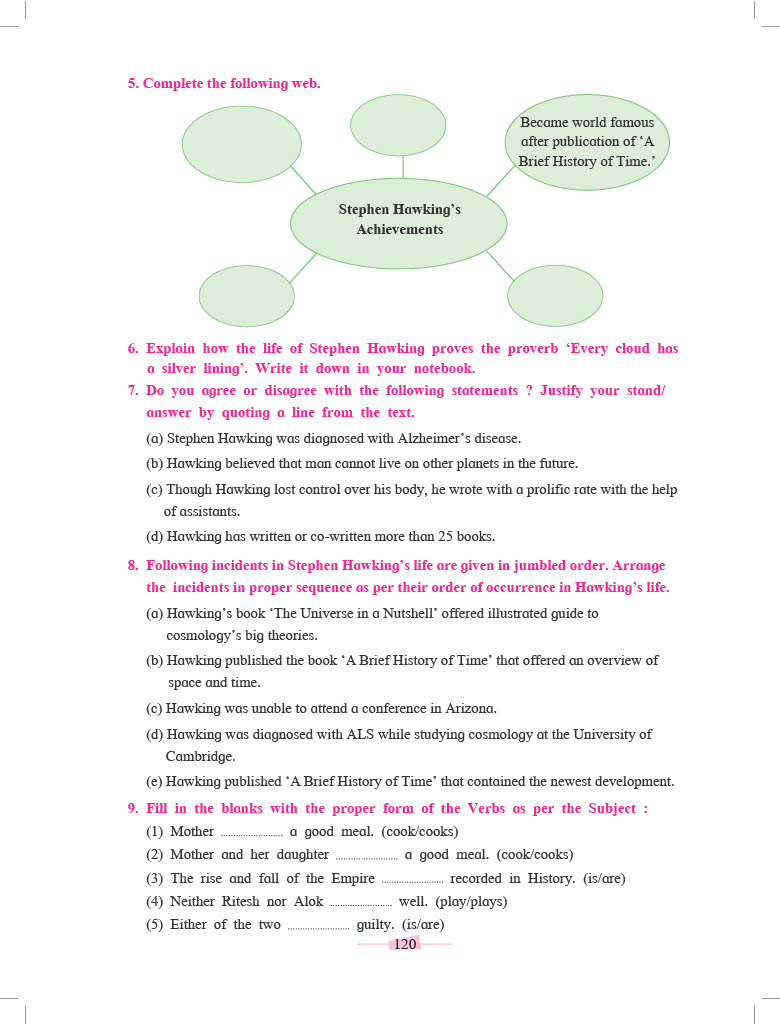 5. Complete the following web.
Became world famous
after publication of ‘A
Brief History of Time.’
Stephen Hawking’s
Achievements
6. Explain how the life of Stephen Hawking proves the proverb ‘Every cloud has
a silver lining’. Write it down in your notebook.
7. Do you agree or disagree with the following statements ? Justify your stand/
answer by quoting a line from the text.
(a) Stephen Hawking was diagnosed with Alzheimer’s disease.
(b) Hawking believed that man cannot live on other planets in the future.
(c) Though Hawking lost control over his body, he wrote with a prolific rate with the help
of assistants.
(d) Hawking has written or co-written more than 25 books.
8. Following incidents in Stephen Hawking’s life are given in jumbled order. Arrange
the incidents in proper sequence as per their order of occurrence in Hawking’s life.
(a) Hawking’s book ‘The Universe in a Nutshell’ offered illustrated guide to
cosmology’s big theories.
(b) Hawking published the book ‘A Brief History of Time’ that offered an overview of
space and time.
(c) Hawking was unable to attend a conference in Arizona.
(d) Hawking was diagnosed with ALS while studying cosmology at the University of
Cambridge.
(e) Hawking published ‘A Brief History of Time’ that contained the newest development.
9. Fill in the blanks with the proper form of the Verbs as per the Subject :
(1) Mother ......................... a good meal. (cook/cooks)
(2) Mother and her daughter ......................... a good meal. (cook/cooks)
(3) The rise and fall of the Empire ......................... recorded in History. (is/are)
(4) Neither Ritesh nor Alok ......................... well. (play/plays)
(5) Either of the two ......................... guilty. (is/are)
120